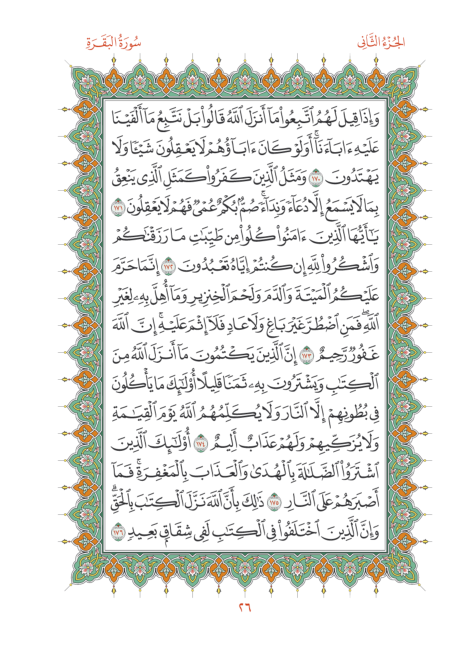 الجُزْءُ الثَّانِي
سُورَةُ البَقَرَةِ
وَإِذَا قِيلَ لَهُمُ ٱتَّبِعُوا۟ مَآ أَنزَلَ ٱللَّهُ قَالُوا۟ بَلْ نَتَّبِعُ مَآ أَلْفَيْنَا
عَلَيْهِ ءَابَآءَنَآ أَوَلَوْ كَانَ ءَابَآؤُهُمْ لَا يَعْقِلُونَ شَيْـًٔا وَلَا
يَهْتَدُونَ ١٧٠ وَمَثَلُ ٱلَّذِينَ كَفَرُوا۟ كَمَثَلِ ٱلَّذِى يَنْعِقُ
بِمَا لَا يَسْمَعُ إِلَّا دُعَآءً وَنِدَآءً صُمٌّۢ بُكْمٌ عُمْىٌ فَهُمْ لَا يَعْقِلُونَ ١٧١
يَـٰٓأَيُّهَا ٱلَّذِينَ ءَامَنُوا۟ كُلُوا۟ مِن طَيِّبَـٰتِ مَا رَزَقْنَـٰكُمْ
وَٱشْكُرُوا۟ لِلَّهِ إِن كُنتُمْ إِيَّاهُ تَعْبُدُونَ ١٧٢ إِنَّمَا حَرَّمَ
عَلَيْكُمُ ٱلْمَيْتَةَ وَٱلدَّمَ وَلَحْمَ ٱلْخِنزِيرِ وَمَآ أُهِلَّ بِهِۦ لِغَيْرِ
ٱللَّهِ فَمَنِ ٱضْطُرَّ غَيْرَ بَاغٍ وَلَا عَادٍ فَلَآ إِثْمَ عَلَيْهِ إِنَّ ٱللَّهَ
غَفُورٌ رَّحِيمٌ ١٧٣ إِنَّ ٱلَّذِينَ يَكْتُمُونَ مَآ أَنزَلَ ٱللَّهُ مِنَ
ٱلْكِتَـٰبِ وَيَشْتَرُونَ بِهِۦ ثَمَنًا قَلِيلًا أُو۟لَـٰٓئِكَ مَا يَأْكُلُونَ
فِى بُطُونِهِمْ إِلَّا ٱلنَّارَ وَلَا يُكَلِّمُهُمُ ٱللَّهُ يَوْمَ ٱلْقِيَـٰمَةِ
وَلَا يُزَكِّيهِمْ وَلَهُمْ عَذَابٌ أَلِيمٌ ١٧٤ أُو۟لَـٰٓئِكَ ٱلَّذِينَ
ٱشْتَرَوُا۟ ٱلضَّلَـٰلَةَ بِٱلْهُدَىٰ وَٱلْعَذَابَ بِٱلْمَغْفِرَةِ فَمَآ
أَصْبَرَهُمْ عَلَى ٱلنَّارِ ١٧٥ ذَٰلِكَ بِأَنَّ ٱللَّهَ نَزَّلَ ٱلْكِتَـٰبَ بِٱلْحَقِّ
وَإِنَّ ٱلَّذِينَ ٱخْتَلَفُوا۟ فِى ٱلْكِتَـٰبِ لَفِى شِقَاقٍۭ بَعِيدٍ ١٧٦
٢٦